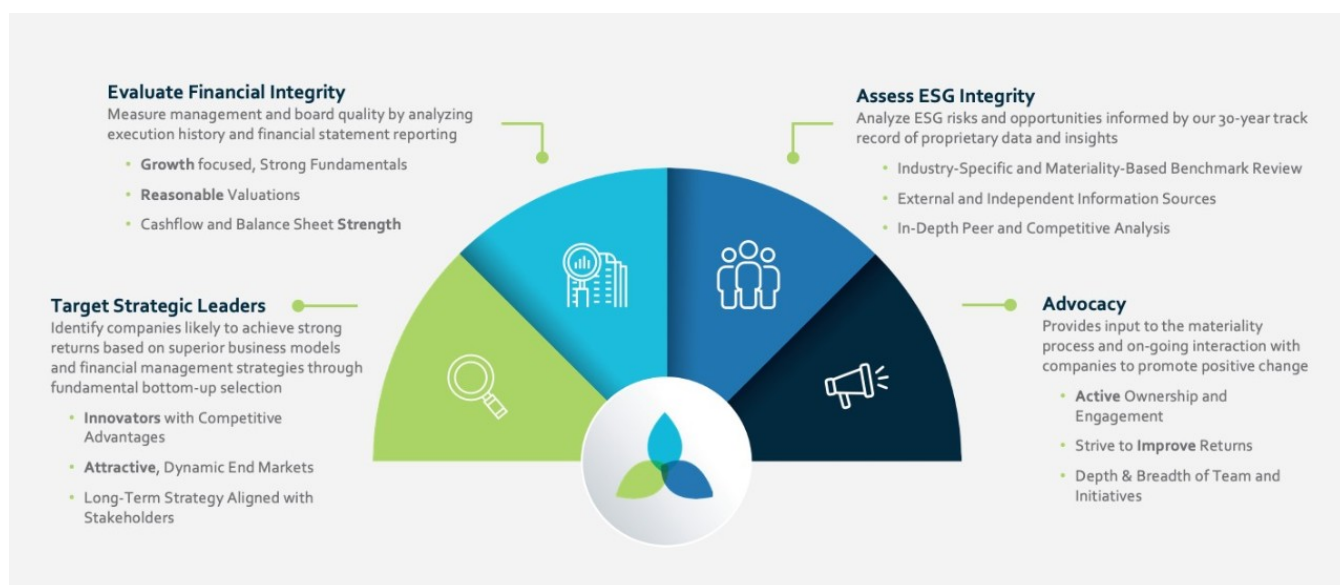 Evaluate Financial Integrity
Measure management and board quality by analyzing
execution history and financial statement reporting
• Growth focused, Strong Fundamentals
• Reasonable Valuations
• Cashflow and Balance Sheet Strength
Assess ESG Integrity
Analyze ESG risks and opportunities informed by our 30-year track
record of proprietary data and insights
• Industry-Specific and Materiality-Based Benchmark Review
• External and Independent Information Sources
• In-Depth Peer and Competitive Analysis
Target Strategic Leaders
Identify companies likely to achieve strong
returns based on superior business models
and financial management strategies through
fundamental bottom-up selection
• Innovators with Competitive
Advantages
• Attractive, Dynamic End Markets
• Long-Term Strategy Aligned with
Stakeholders
Advocacy
Provides input to the materiality
process and on-going interaction with
companies to promote positive change
• Active Ownership and
Engagement
• Strive to Improve Returns
• Depth & Breadth of Team and
Initiatives